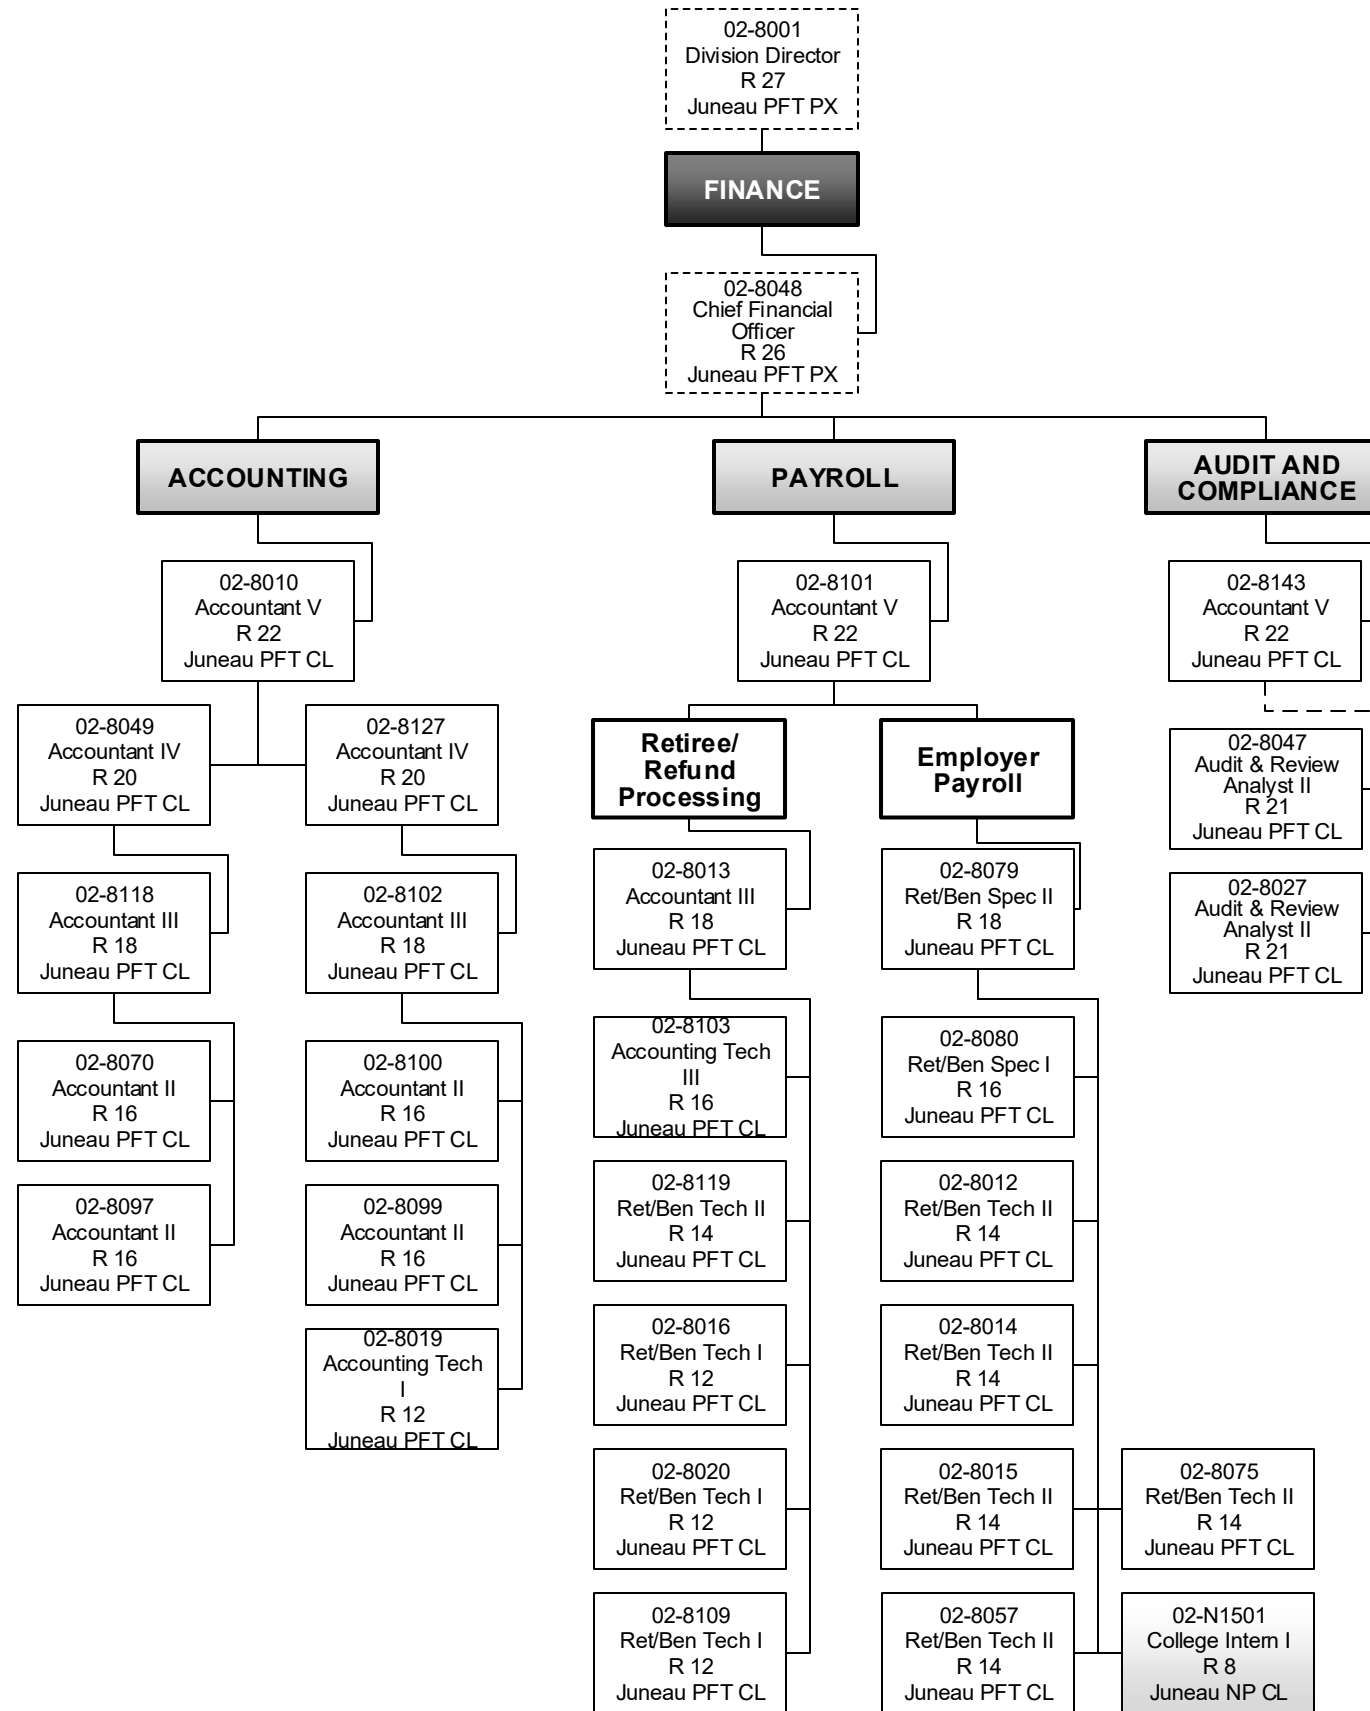 02-8001
Division Director
R 27
Juneau PFT PX
FINANCE
02-8048
Chief Financial
Officer
R 26
Juneau PFT PX
ACCOUNTING
02-8010
Accountant V
R 22
Juneau PFT CL
02-8049
Accountant IV
R 20
Juneau PFT CL
02-8118
Accountant III
R 18
Juneau PFT CL
02-8070
Accountant II
R 16
Juneau PFT CL
02-8097
Accountant II
R 16
Juneau PFT CL
02-8127
Accountant IV
R 20
Juneau PFT CL
02-8102
Accountant III
R 18
Juneau PFT CL
02-8100
Accountant II
R 16
Juneau PFT CL
02-8099
Accountant II
R 16
Juneau PFT CL
02-8019
Accounting Tech
I
R 12
Juneau PFT CL
PAYROLL
02-8101
Accountant V
R 22
Juneau PFT CL
Retiree/
Refund
Processing
02-8013
Accountant III
R 18
Juneau PFT CL
02-8103
Accounting Tech
III
R 16
Juneau PFT CL
02-8119
Ret/Ben Tech II
R 14
Juneau PFT CL
02-8016
Ret/Ben Tech I
R 12
Juneau PFT CL
02-8020
Ret/Ben Tech I
R 12
Juneau PFT CL
02-8109
Ret/Ben Tech I
R 12
Juneau PFT CL
Employer
Payroll
02-8079
Ret/Ben Spec II
R 18
Juneau PFT CL
02-8080
Ret/Ben Spec I
R 16
Juneau PFT CL
02-8012
Ret/Ben Tech II
R 14
Juneau PFT CL
02-8014
Ret/Ben Tech II
R 14
Juneau PFT CL
02-8015
Ret/Ben Tech II
R 14
Juneau PFT CL
02-8057
Ret/Ben Tech II
R 14
Juneau PFT CL
02-8075
Ret/Ben Tech II
R 14
Juneau PFT CL
02-N1501
College Intern I
R 8
Juneau NP CL
AUDIT AND
COMPLIANCE
02-8143
Accountant V
R 22
Juneau PFT CL
02-8047
Audit & Review
Analyst II
R 21
Juneau PFT CL
02-8027
Audit & Review
Analyst II
R 21
Juneau PFT CL